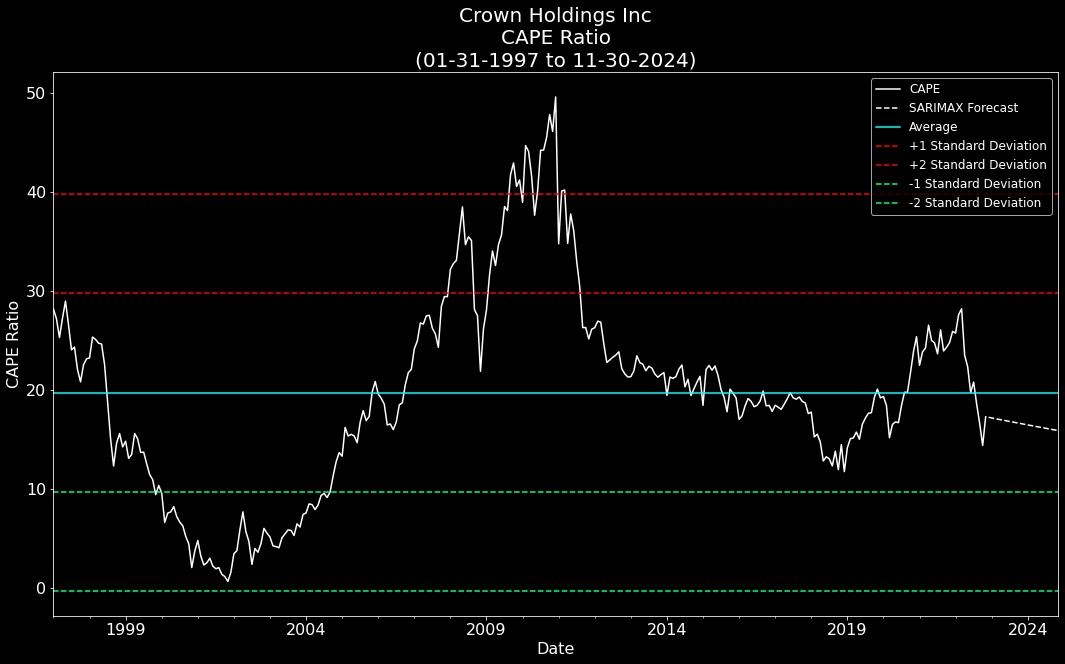 Crown Holdings Inc
CAPE Ratio
(01-31-1997 to 11-30-2024)
CAPE
SARIMAX Forecast
Average
+1 Standard Deviation
+2 Standard Deviation
-1 Standard Deviation
-2 Standard Deviation
50
40
30
20
10
0
CAPE Ratio
1999 2004 2009 2014 2019 2024
Date